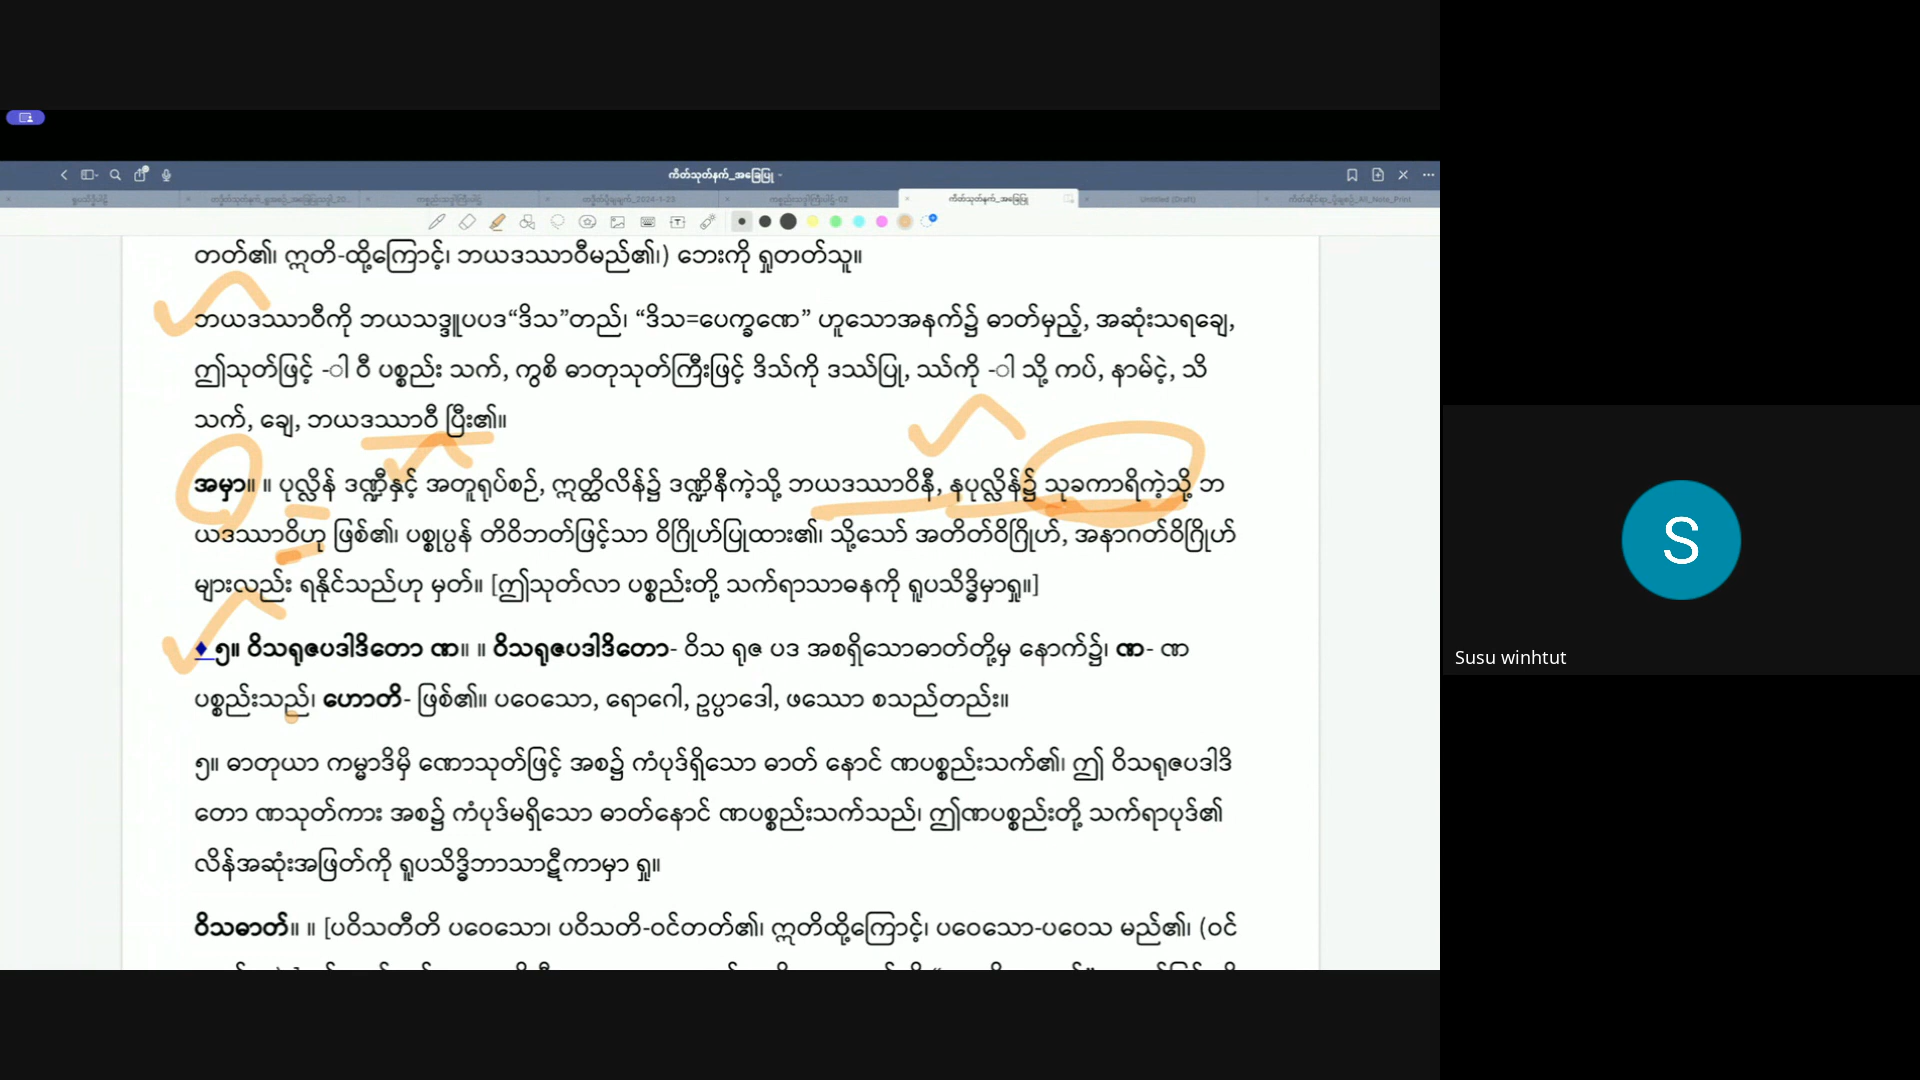 ကိတ်သုတ်နက်_အခြေပြု
ကိတ်သုတ်နက်_အခြေပြု
Untitled (Draft)
တတ်၏၊ ဣတိ-ထို့ကြောင့်၊ ဘယဒဿာဝီမည်၏၊) ဘေးကို ရှုတတ်သူ။
ဘယဒဿာဝီကို ဘယသဒ္ဒူပပဒ“ဒိသ”တည်၊ “ဒိသ=ပေက္ခဏေ” ဟူသောအနက်၌ ဓာတ်မှည့်, အဆုံးသရချေ,
ဤသုတ်ဖြင့် -ါ ဝီ ပစ္စည်း သက်, ကွစိ ဓာတုသုတ်ကြီးဖြင့် ဒိသ်ကို ဒဿ်ပြု, ဿ်ကို -ါ သို့ ကပ်, နာမ်ငဲ့, သိ
သက်, ချေ, ဘယဒဿာဝီ ပြီး၏။
အမှာ။ ။ ပုလ္လိန် ဒဏ္ဍီနှင့် အတူရုပ်စဉ်, ဣတ္ထိလိန်၌ ဒဏ္ဍိနီကဲ့သို့ ဘယဒဿာဝိနီ, နပုလ္လိန်၌ သုခကာရိကဲ့သို့ ဘ
ယဒဿာဝိဟု ဖြစ်၏၊ ပစ္စုပ္ပန် တိဝိဘတ်ဖြင့်သာ ဝိဂြိုဟ်ပြုထား၏၊ သို့သော် အတိတ်ဝိဂြိုဟ်, အနာဂတ်ဝိဂြိုဟ်
များလည်း ရနိုင်သည်ဟု မှတ်။ [ဤသုတ်လာ ပစ္စည်းတို့ သက်ရာသာဓနကို ရူပသိဒ္ဓိမှာရှု။]
♦ ၅။ ဝိသရုဇပဒါဒိတော ဏ။ ။ ဝိသရုဇပဒါဒိတော- ဝိသ ရုဇ ပဒ အစရှိသောဓာတ်တို့မှ နောက်၌၊ ဏ- ဏ
ပစ္စည်းသည်၊ ဟောတိ- ဖြစ်၏။ ပဝေသော, ရောဂေါ, ဥပ္ပာဒေါ, ဖဿော စသည်တည်း။
၅။ ဓာတုယာ ကမ္မာဒိမှိ ဏောသုတ်ဖြင့် အစ၌ ကံပုဒ်ရှိသော ဓာတ် နောင် ဏပစ္စည်းသက်၏၊ ဤ ဝိသရုဇပဒါဒိ
တော ဏသုတ်ကား အစ၌ ကံပုဒ်မရှိသော ဓာတ်နောင် ဏပစ္စည်းသက်သည်၊ ဤဏပစ္စည်းတို့ သက်ရာပုဒ်၏
လိန်အဆုံးအဖြတ်ကို ရူပသိဒ္ဓိဘာသာဋီကာမှာ ရှု။
ဝိသဓာတ်။ ။ [ပဝိသတီတိ ပဝေသော၊ ပဝိသတိ-ဝင်တတ်၏၊ ဣတိထို့ကြောင့်၊ ပဝေသော-ပဝေသ မည်၏၊ (ဝင်
S
Susu winhtut